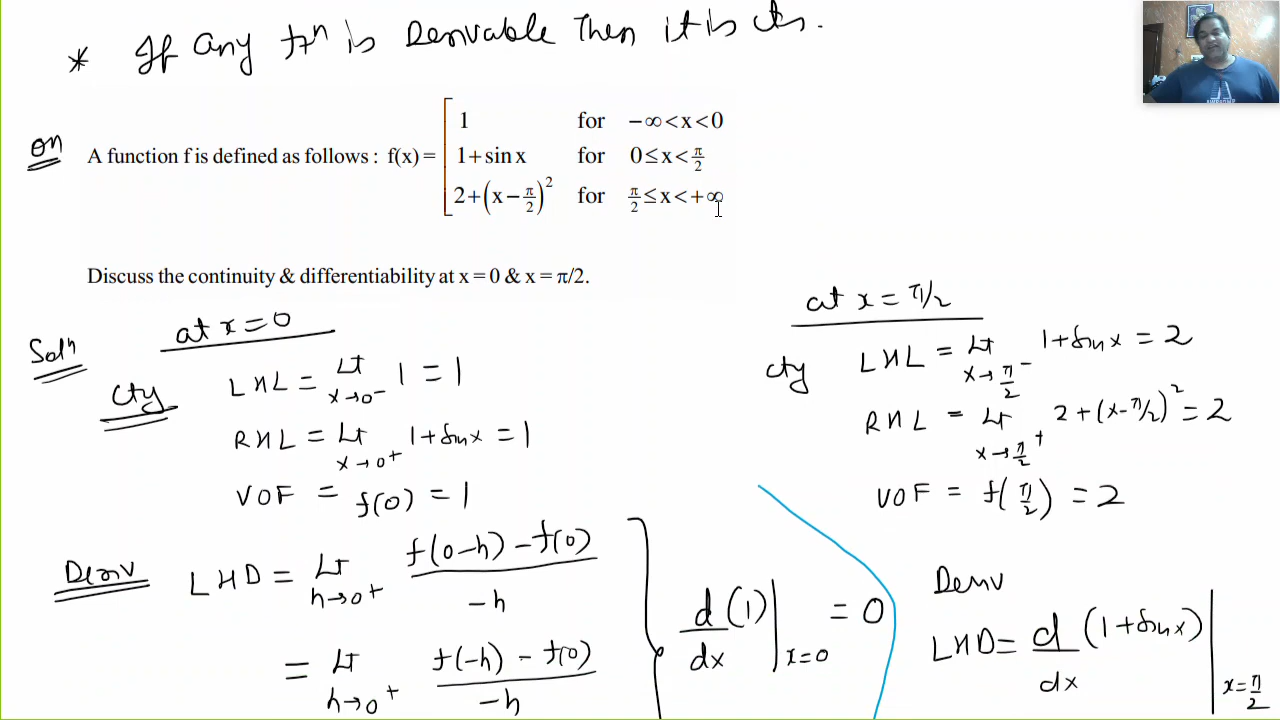 * If any fxn is Derivable Then it is cts.
Qn A function f is defined as follows : f(x) = [ 1 for −∞<x<0
1+sin x for 0≤x<π/2
2+(x−π/2)² for π/2≤x<+∞
Discuss the continuity & differentiability at x = 0 & x = π/2.
Solⁿ at x=0
Cty LHL = Lt x→0⁻ 1 = 1
RHL = Lt x→0⁺ 1+sin x = 1
VOF = f(0) = 1
Deriv LHD = Lt h→0⁺ f(0−h) − f(0) / −h
= Lt h→0⁺ f(−h) − f(0) / −h
d/dx (1) | x=0 = 0
at x = π/2
Cty LHL = Lt x→π/2⁻ 1+sin x = 2
RHL = Lt x→π/2⁺ 2+(x−π/2)² = 2
VOF = f(π/2) = 2
Deriv
LHD = d/dx (1+sin x) | x=π/2